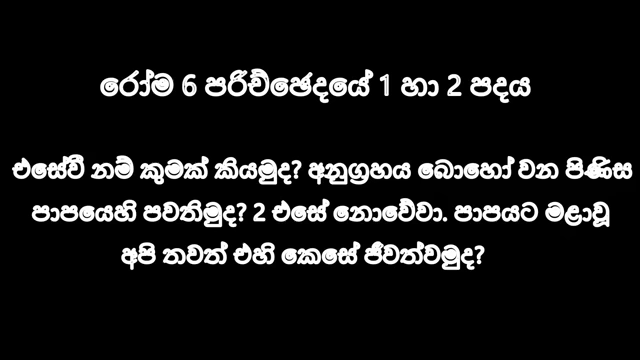 රෝම 6 පරිච්ඡෙදයේ 1 හා 2 පදය
එසේවී නම් කුමක් කියමුද? අනුග්‍රහය බොහෝ වන පිණිස
පාපයෙහි පවතිමුද? 2 එසේ නොවේවා. පාපයට මළාවූ
අපි තවත් එහි කෙසේ ජීවත්වමුද?